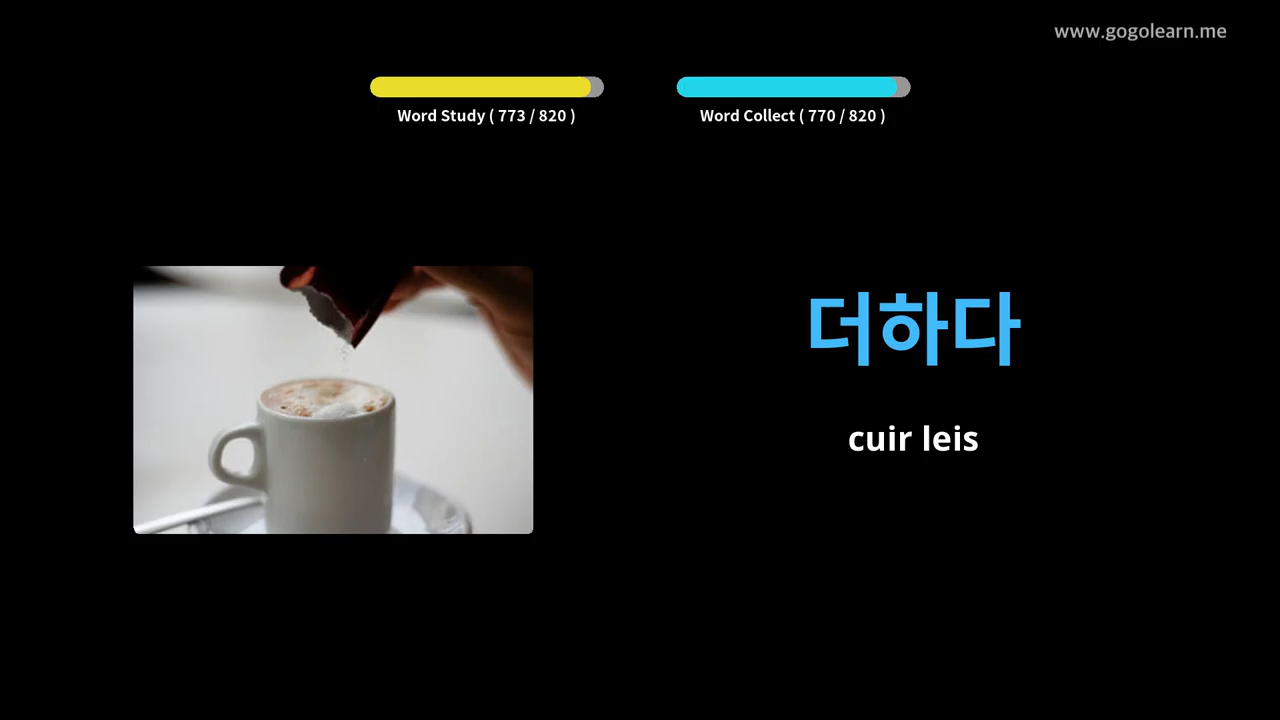 www.gogolearn.me
Word Study ( 773 / 820 )
Word Collect ( 770 / 820 )
더하다
cuir leis